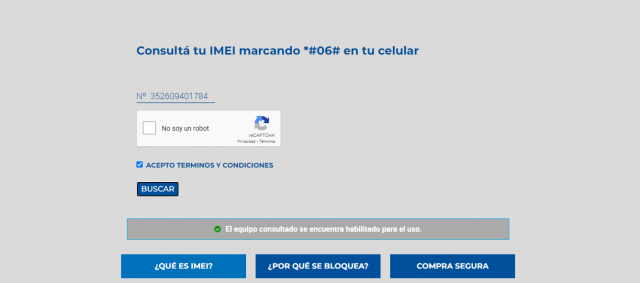 Consultá tu IMEI marcando *#06# en tu celular
Nº 352609401784
No soy un robot
reCAPTCHA
Privacidad - Términos
ACEPTO TERMINOS Y CONDICIONES
BUSCAR
El equipo consultado se encuentra habilitado para el uso.
¿QUÉ ES IMEI? ¿POR QUÉ SE BLOQUEA? COMPRA SEGURA